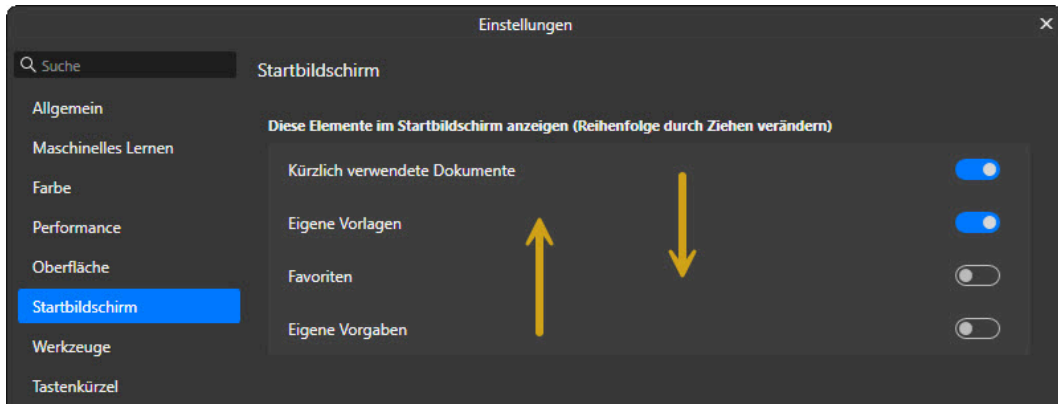 Einstellungen
Suche
Startbildschirm
Allgemein
Diese Elemente im Startbildschirm anzeigen (Reihenfolge durch Ziehen verändern)
Maschinelles Lernen
Kürzlich verwendete Dokumente
Farbe
Performance
Eigene Vorlagen
Oberfläche
Favoriten
Startbildschirm
Eigene Vorgaben
Werkzeuge
Tastenkürzel